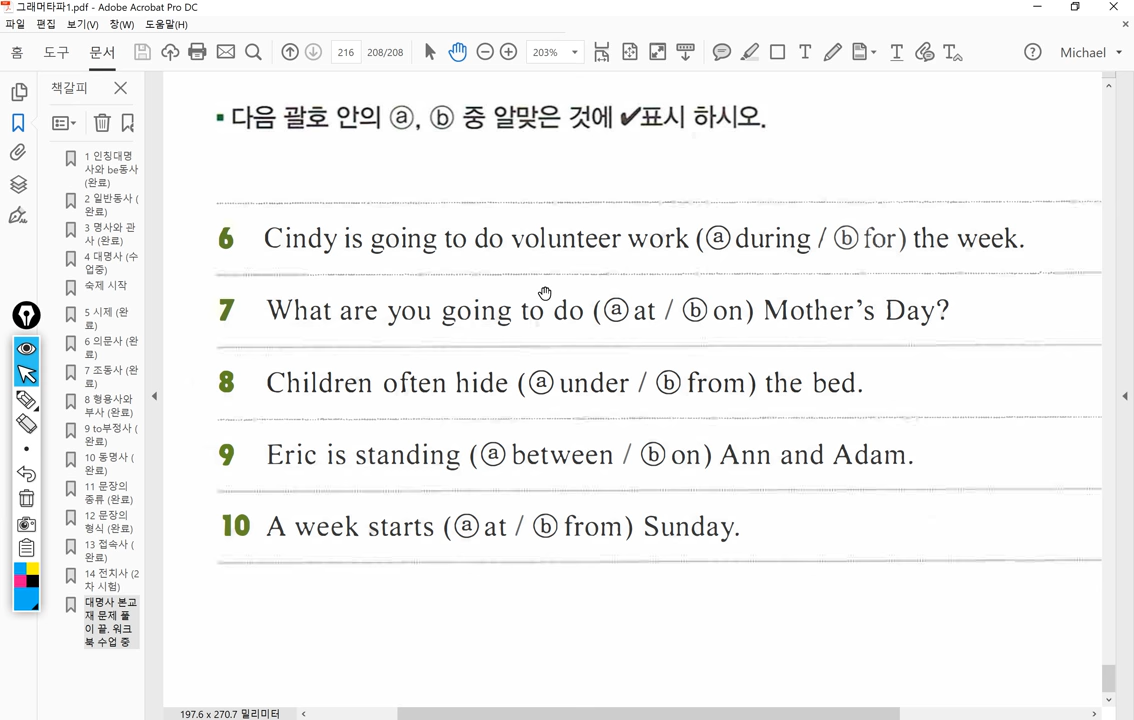 그래머타파1.pdf - Adobe Acrobat Pro DC
파일 편집 보기(V) 창(W) 도움말(H)
홈 도구 문서 216 208/208 203% Michael
책갈피
1 인칭대명
사와 be동사
(완료)
2 일반동사 (
완료)
3 명사와 관
사 (완료)
4 대명사 (수
업중)
숙제 시작
5 시제 (완
료)
6 의문사 (완
료)
7 조동사 (완
료)
8 형용사와
부사 (완료)
9 to부정사 (
완료)
10 동명사 (
완료)
11 문장의
종류 (완료)
12 문장의
형식 (완료)
13 접속사 (
완료)
14 전치사 (2
차 시험)
대명사 본교
재 문제 풀
이 끝. 워크
북 수업 중
▪ 다음 괄호 안의 ⓐ, ⓑ 중 알맞은 것에 ✔표시 하시오.
6 Cindy is going to do volunteer work (ⓐ during / ⓑ for) the week.
7 What are you going to do (ⓐ at / ⓑ on) Mother's Day?
8 Children often hide (ⓐ under / ⓑ from) the bed.
9 Eric is standing (ⓐ between / ⓑ on) Ann and Adam.
10 A week starts (ⓐ at / ⓑ from) Sunday.
197.6 x 270.7 밀리미터